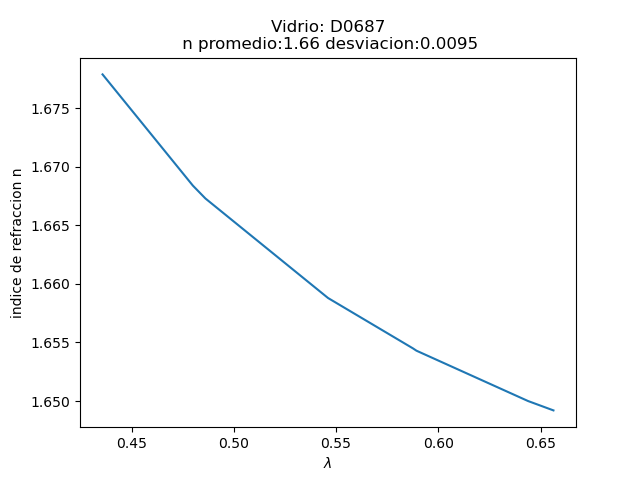 Vidrio: D0687
n promedio:1.66 desviacion:0.0095
indice de refraccion n
1.675
1.670
1.665
1.660
1.655
1.650
0.45 0.50 0.55 0.60 0.65
λ